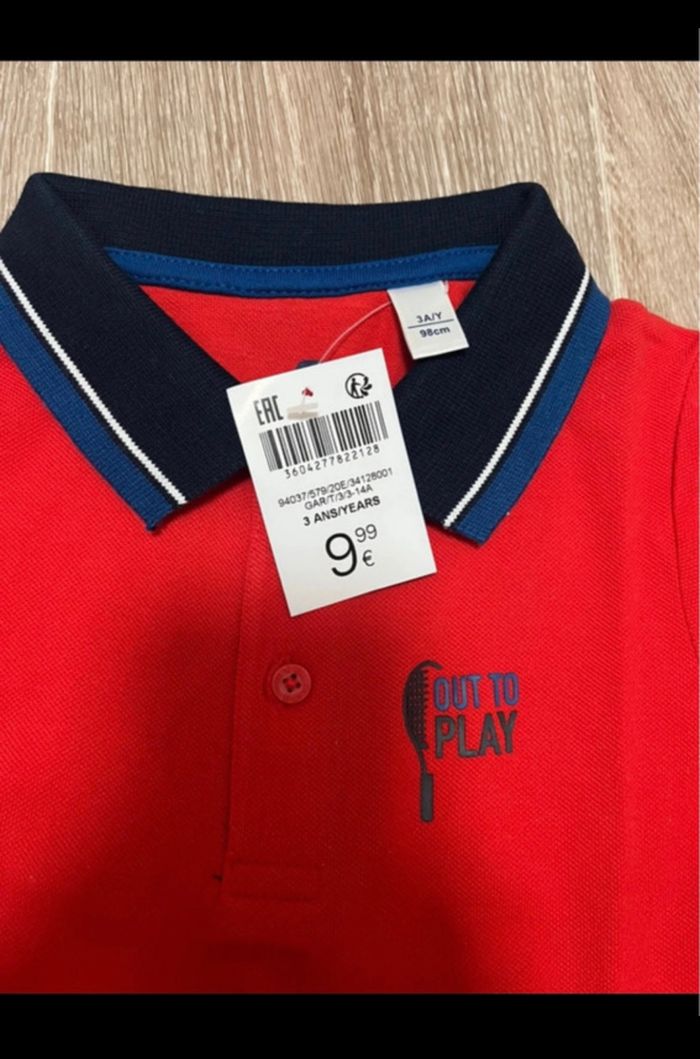 3A/Y
98cm
EAC
3604277822128
94037/579/20E/34128001
GAR/T/3/3-14A
3 ANS/YEARS
9 99 €
OUT TO
PLAY